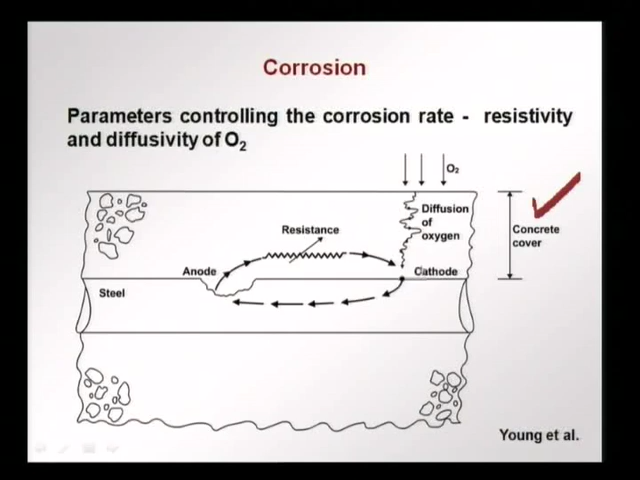 Corrosion
Parameters controlling the corrosion rate - resistivity
and diffusivity of O2
O2
Diffusion
of
oxygen
Concrete
cover
Resistance
Anode
Cathode
Steel
Young et al.